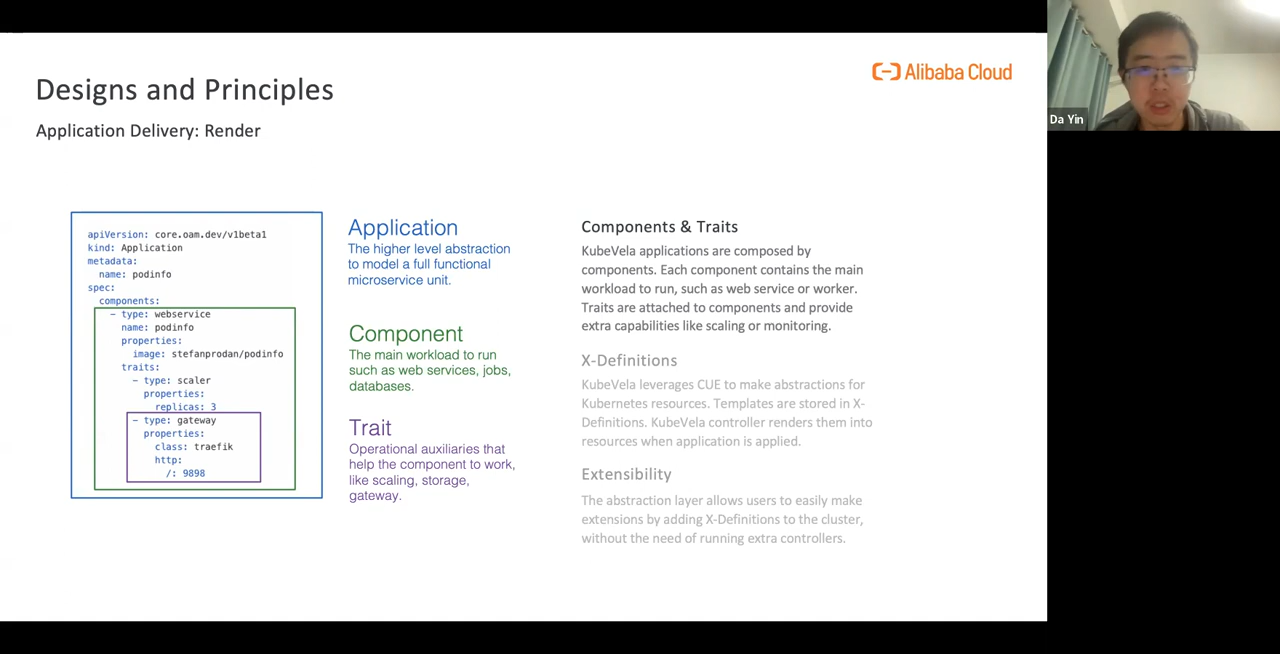 Designs and Principles
Application Delivery: Render
Alibaba Cloud
Da Yin
apiVersion: core.oam.dev/v1beta1
kind: Application
metadata:
name: podinfo
spec:
components:
- type: webservice
name: podinfo
properties:
image: stefanprodan/podinfo
traits:
- type: scaler
properties:
replicas: 3
- type: gateway
properties:
class: traefik
http:
/: 9898
Application
The higher level abstraction
to model a full functional
microservice unit.
Component
The main workload to run
such as web services, jobs,
databases.
Trait
Operational auxiliaries that
help the component to work,
like scaling, storage,
gateway.
Components & Traits
KubeVela applications are composed by
components. Each component contains the main
workload to run, such as web service or worker.
Traits are attached to components and provide
extra capabilities like scaling or monitoring.
X-Definitions
KubeVela leverages CUE to make abstractions for
Kubernetes resources. Templates are stored in X-
Definitions. KubeVela controller renders them into
resources when application is applied.
Extensibility
The abstraction layer allows users to easily make
extensions by adding X-Definitions to the cluster,
without the need of running extra controllers.